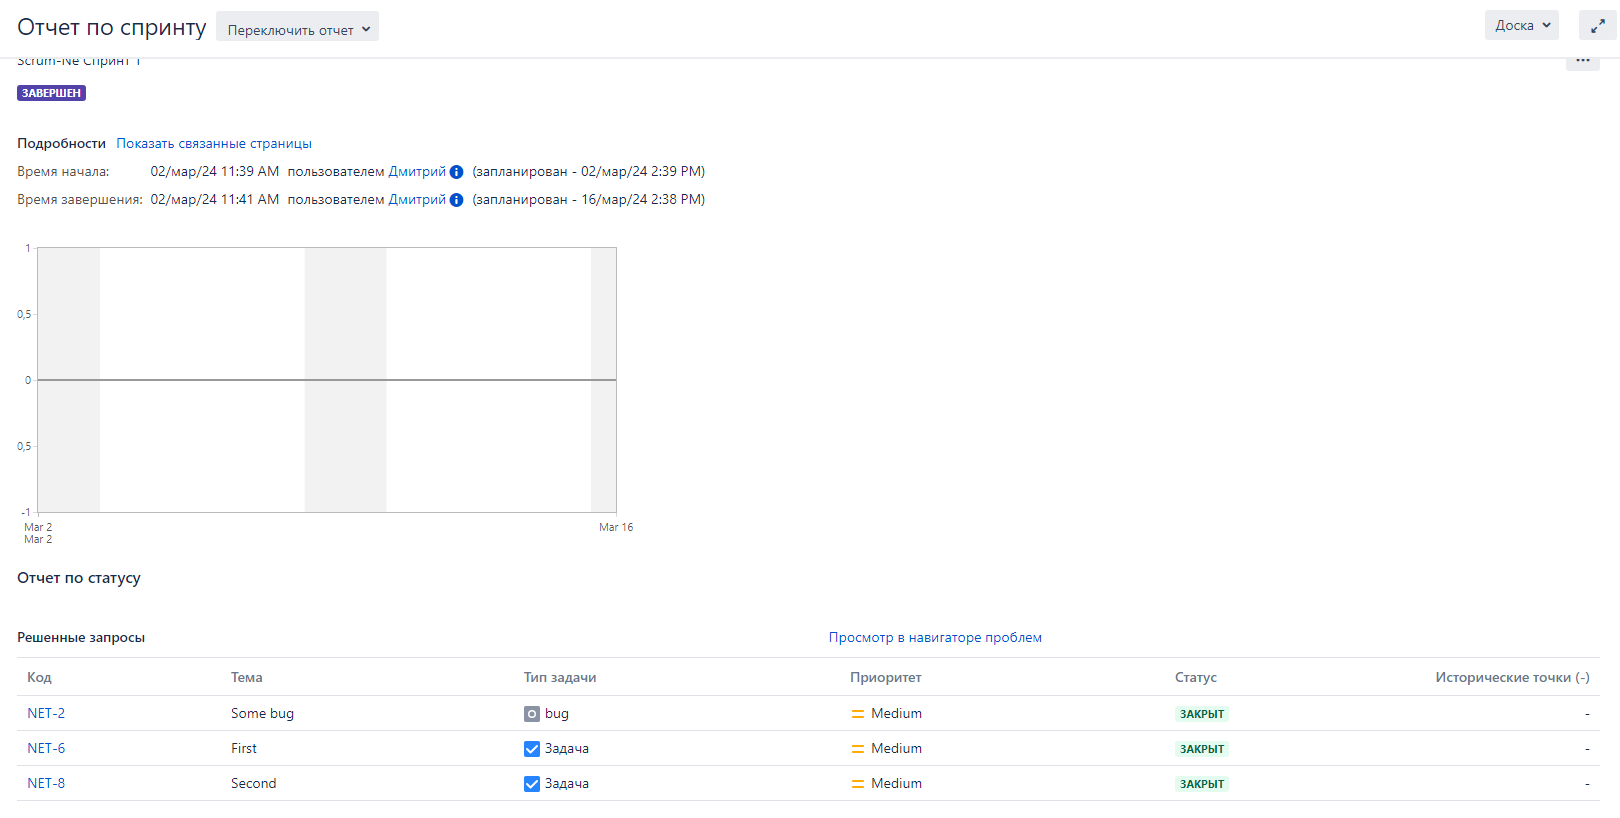 Отчет по спринту Переключить отчет Доска
Scrum-Ne Спринт 1
ЗАВЕРШЕН
Подробности Показать связанные страницы
Время начала: 02/мар/24 11:39 AM пользователем Дмитрий (запланирован - 02/мар/24 2:39 PM)
Время завершения: 02/мар/24 11:41 AM пользователем Дмитрий (запланирован - 16/мар/24 2:38 PM)
1
0,5
0
0,5
-1
Mar 2 Mar 16
Mar 2
Отчет по статусу
Решенные запросы Просмотр в навигаторе проблем
Код Тема Тип задачи Приоритет Статус Исторические точки (-)
NET-2 Some bug bug Medium ЗАКРЫТ -
NET-6 First Задача Medium ЗАКРЫТ -
NET-8 Second Задача Medium ЗАКРЫТ -